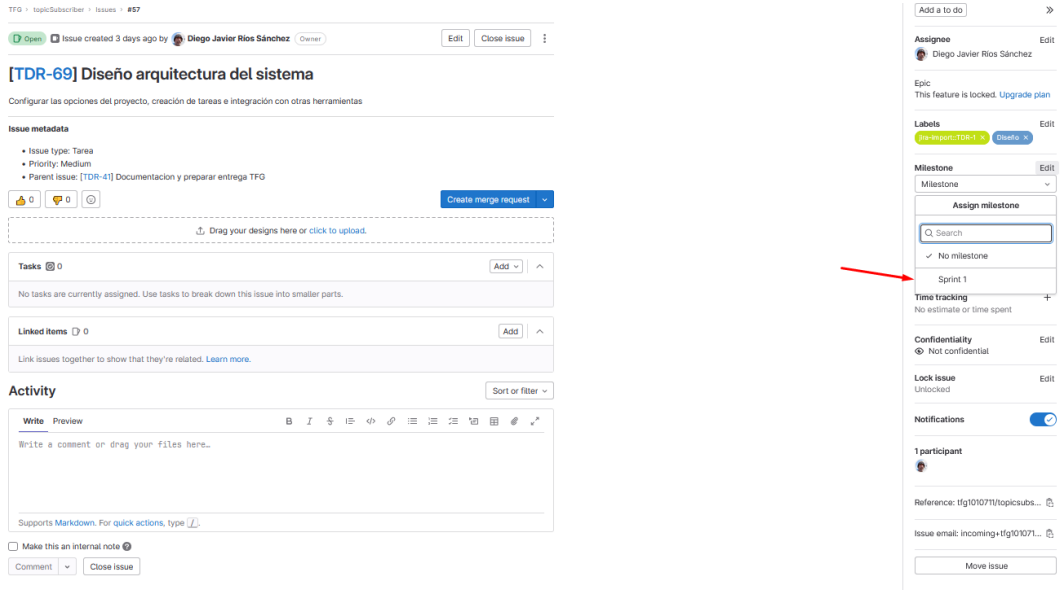 TFG › topicSubscriber › Issues › #57
Open Issue created 3 days ago by Diego Javier Ríos Sánchez Owner
Edit Close issue
[TDR-69] Diseño arquitectura del sistema
Configurar las opciones del proyecto, creación de tareas e integración con otras herramientas
Issue metadata
• Issue type: Tarea
• Priority: Medium
• Parent issue: [TDR-41] Documentacion y preparar entrega TFG
0 0
Create merge request
Drag your designs here or click to upload.
Tasks 0
Add
No tasks are currently assigned. Use tasks to break down this issue into smaller parts.
Linked items 0
Add
Link issues together to show that they're related. Learn more.
Activity
Sort or filter
Write Preview
Write a comment or drag your files here…
Supports Markdown. For quick actions, type /.
Make this an internal note
Comment Close issue
Add a to do
Assignee Edit
Diego Javier Ríos Sánchez
Epic
This feature is locked. Upgrade plan
Labels Edit
jira-import::TDR-1 × Diseño ×
Milestone Edit
Milestone
Assign milestone
Search
No milestone
Sprint 1
Time tracking +
No estimate or time spent
Confidentiality Edit
Not confidential
Lock issue Edit
Unlocked
Notifications
1 participant
Reference: tfg1010711/topicsubs...
Issue email: incoming+tfg101071...
Move issue